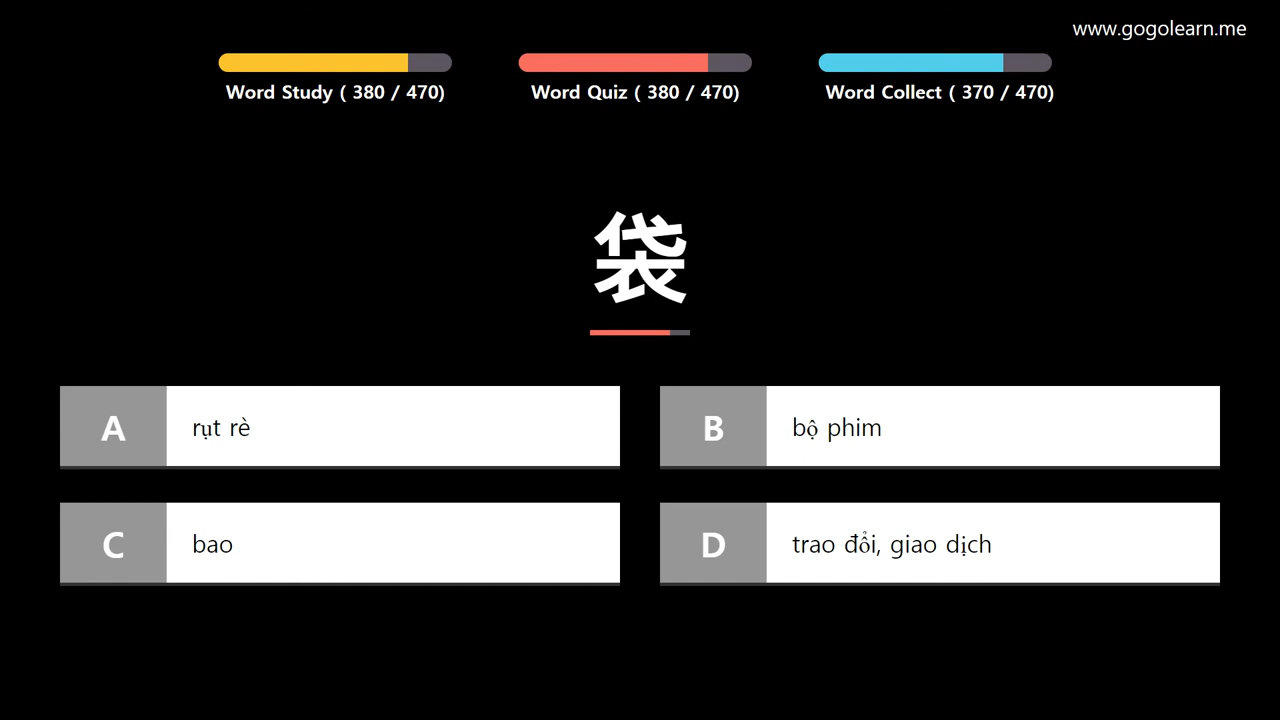 www.gogolearn.me
Word Study ( 380 / 470)
Word Quiz ( 380 / 470)
Word Collect ( 370 / 470)
袋
A
rụt rè
B
bộ phim
C
bao
D
trao đổi, giao dịch